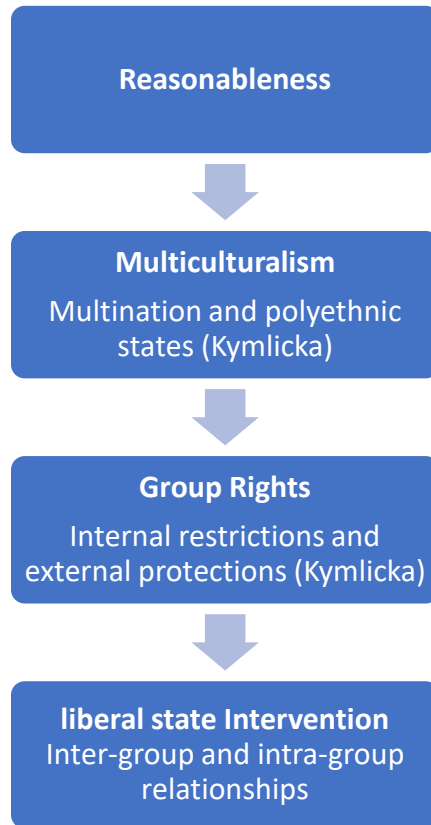 Reasonableness
Multiculturalism
Multination and polyethnic
states (Kymlicka)
Group Rights
Internal restrictions and
external protections (Kymlicka)
liberal state Intervention
Inter-group and intra-group
relationships